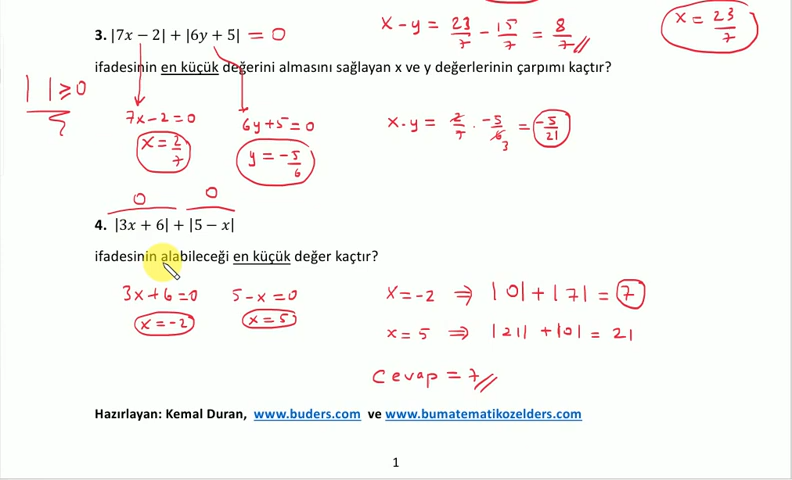 x - y = 23/7 - 15/7 = 8/7 //
x = 23/7
3. |7x − 2| + |6y + 5| = 0
ifadesinin en küçük değerini almasını sağlayan x ve y değerlerinin çarpımı kaçtır?
| | ≥ 0
7x - 2 = 0
6y + 5 = 0
x = 2/7
y = -5/6
x · y = 2/7 · -5/6 3 = -5/21
0 0
4. |3x + 6| + |5 − x|
ifadesinin alabileceği en küçük değer kaçtır?
3x + 6 = 0 5 - x = 0
x = -2 x = 5
x = -2 ⇒ |0| + |7| = 7
x = 5 ⇒ |21| + |0| = 21
Cevap = 7 //
Hazırlayan: Kemal Duran, www.buders.com ve www.bumatematikozelders.com
1